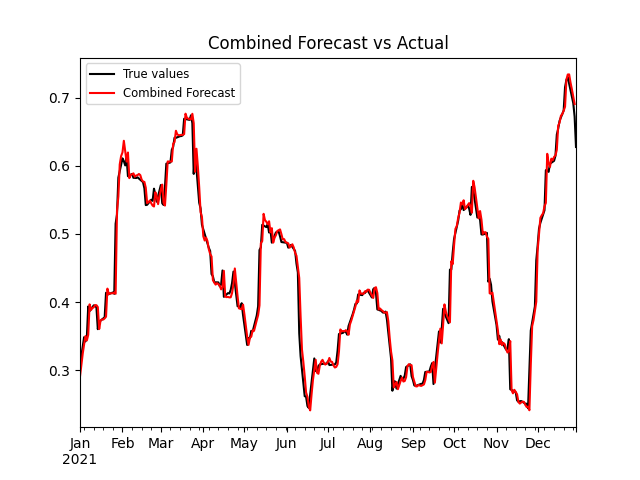 Combined Forecast vs Actual
True values
Combined Forecast
0.7
0.6
0.5
0.4
0.3
Jan Feb Mar Apr May Jun Jul Aug Sep Oct Nov Dec
2021